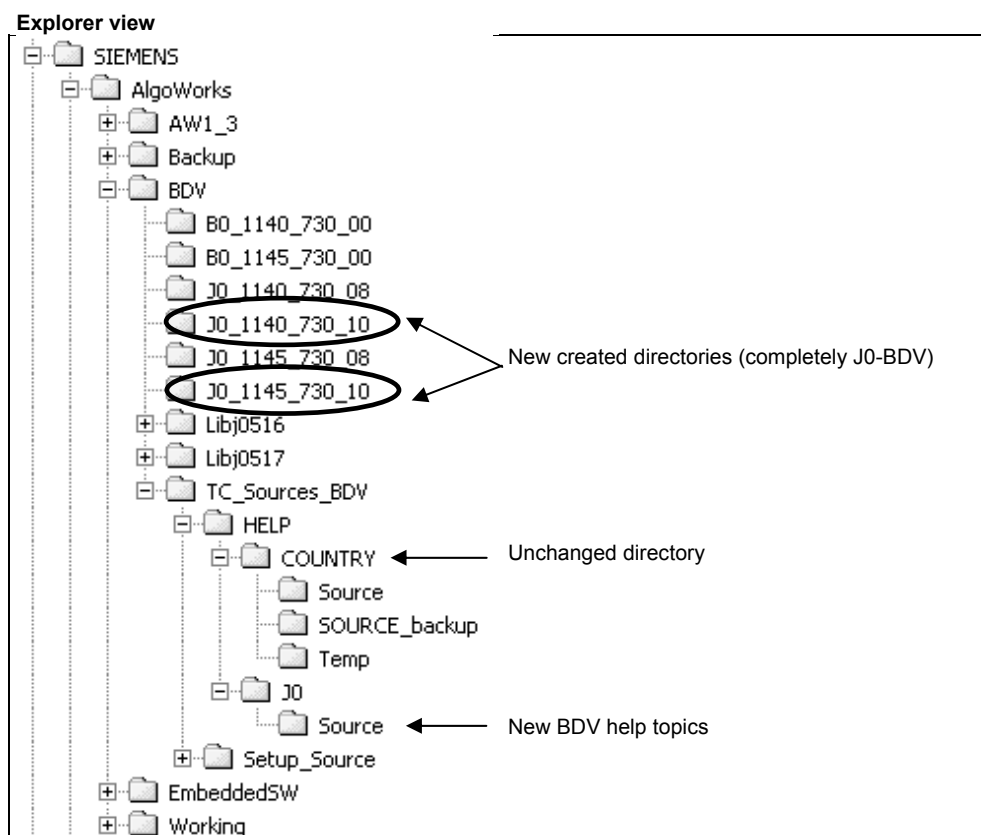 Explorer view
SIEMENS
AlgoWorks
AW1_3
Backup
BDV
B0_1140_730_00
B0_1145_730_00
J0_1140_730_08
J0_1140_730_10
New created directories (completely J0-BDV)
J0_1145_730_08
J0_1145_730_10
Libj0516
Libj0517
TC_Sources_BDV
HELP
COUNTRY
Unchanged directory
Source
SOURCE_backup
Temp
J0
Source
New BDV help topics
Setup_Source
EmbeddedSW
Working